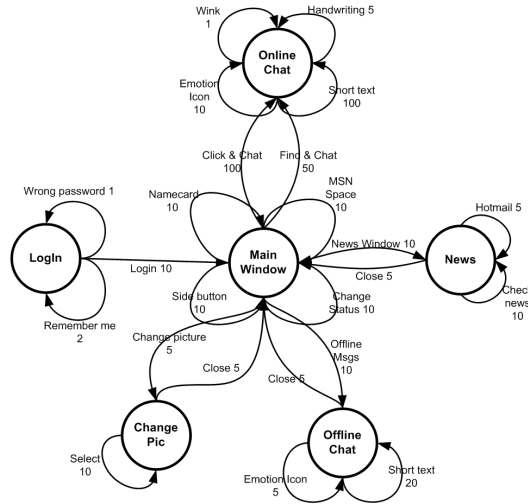 Wink
1
Handwriting 5
Online
Chat
Emotion
Icon
10
Short text
100
Click & Chat
100
Find & Chat
50
Wrong password 1
Namecard
10
MSN
Space
10
Hotmail 5
LogIn
Main
Window
News Window 10
News
Login 10
Close 5
Remember me
2
Side button
10
Change
Status 10
Check
news
10
Change picture
5
Offline
Msgs
10
Close 5
Close 5
Change
Pic
Offline
Chat
Select
10
Emotion Icon
5
Short text
20